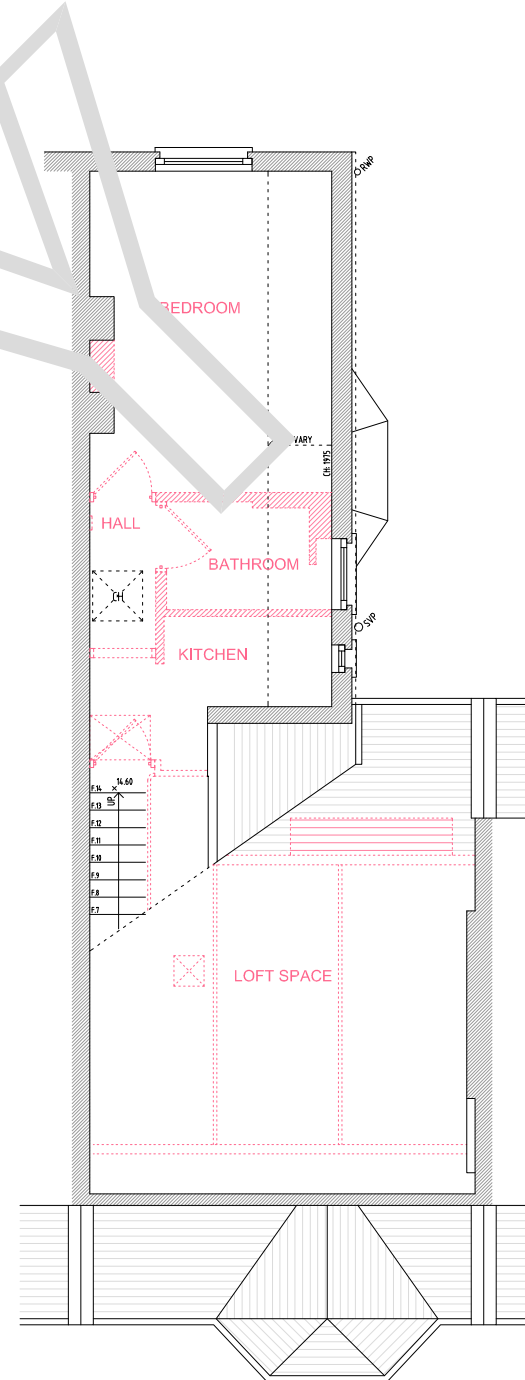 RWP
BEDROOM
VARY
CH: 1975
HALL
BATHROOM
CH
SVP
KITCHEN
F.14
14.60
UP
F.13
F.12
F.11
F.10
F.9
F.8
F.7
LOFT SPACE